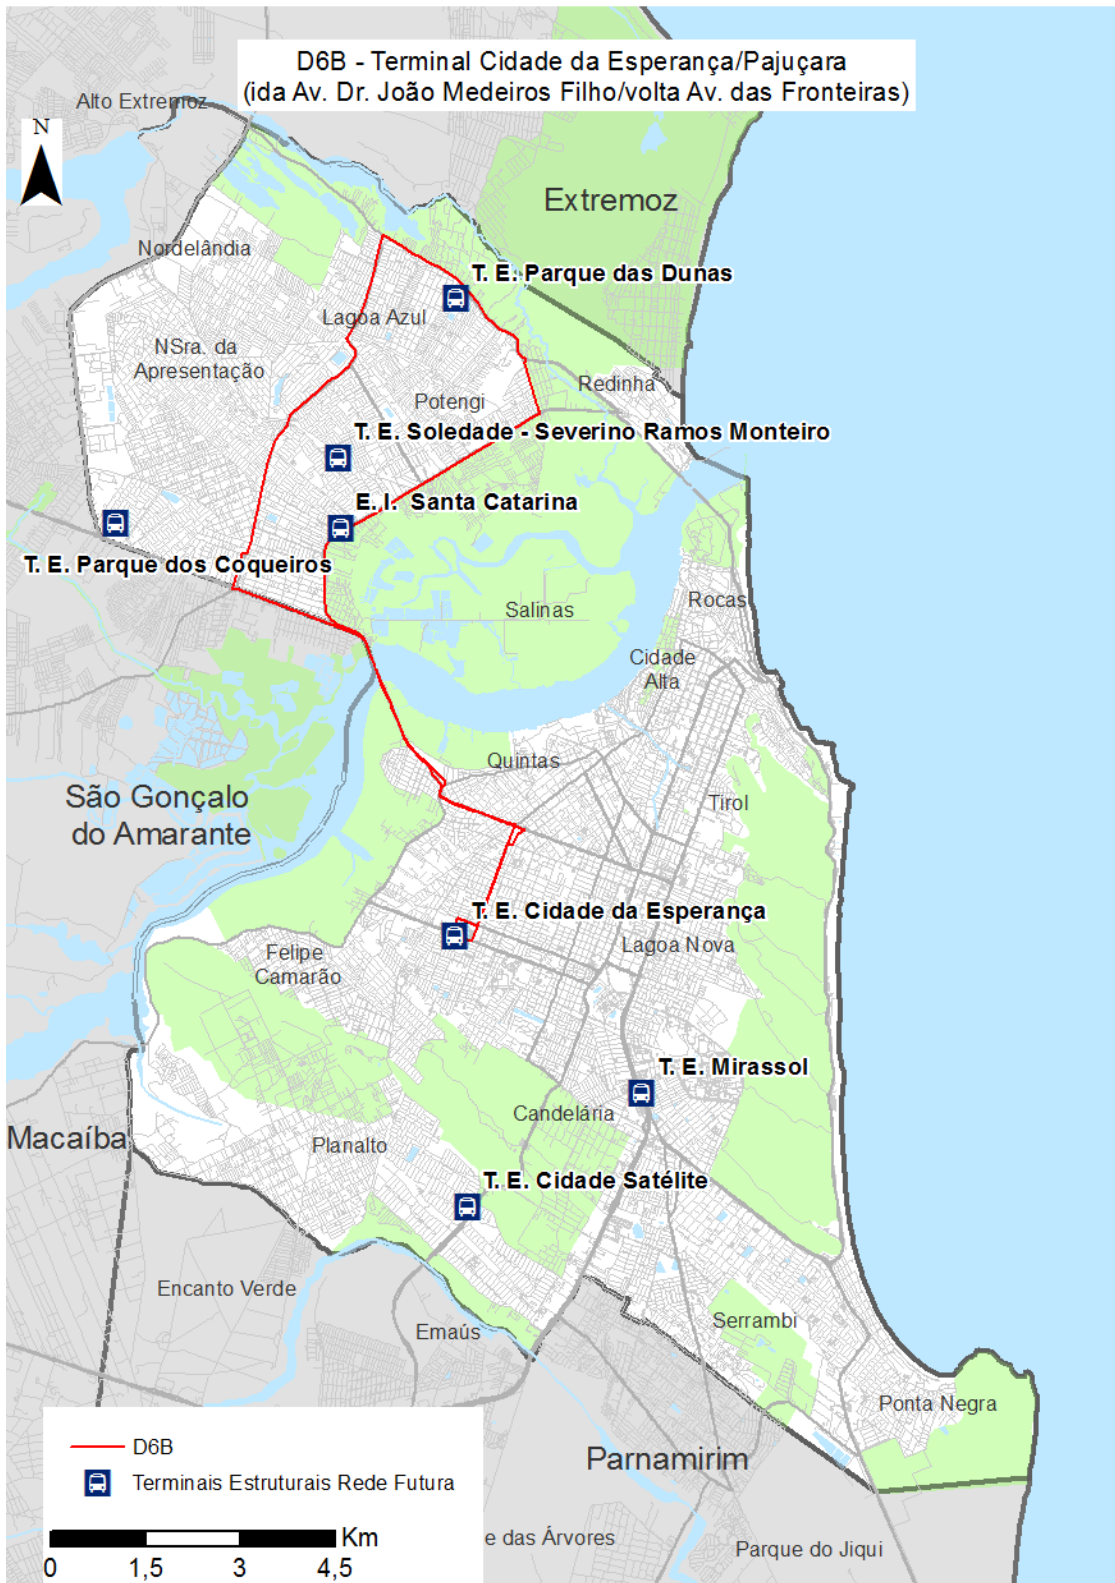 D6B - Terminal Cidade da Esperança/Pajuçara
(ida Av. Dr. João Medeiros Filho/volta Av. das Fronteiras)
Alto Extremoz
N
Extremoz
Nordelândia
T. E. Parque das Dunas
Lagoa Azul
NSra. da
Apresentação
Redinha
Potengi
T. E. Soledade - Severino Ramos Monteiro
E. I. Santa Catarina
T. E. Parque dos Coqueiros
Rocas
Salinas
Cidade
Alta
Quintas
São Gonçalo
do Amarante
Tirol
T. E. Cidade da Esperança
Lagoa Nova
Felipe
Camarão
T. E. Mirassol
Candelária
Macaíba
Planalto
T. E. Cidade Satélite
Encanto Verde
Emaús
Serrambi
Ponta Negra
Parnamirim
D6B
Terminais Estruturais Rede Futura
Km
0 1,5 3 4,5
e das Árvores
Parque do Jiqui